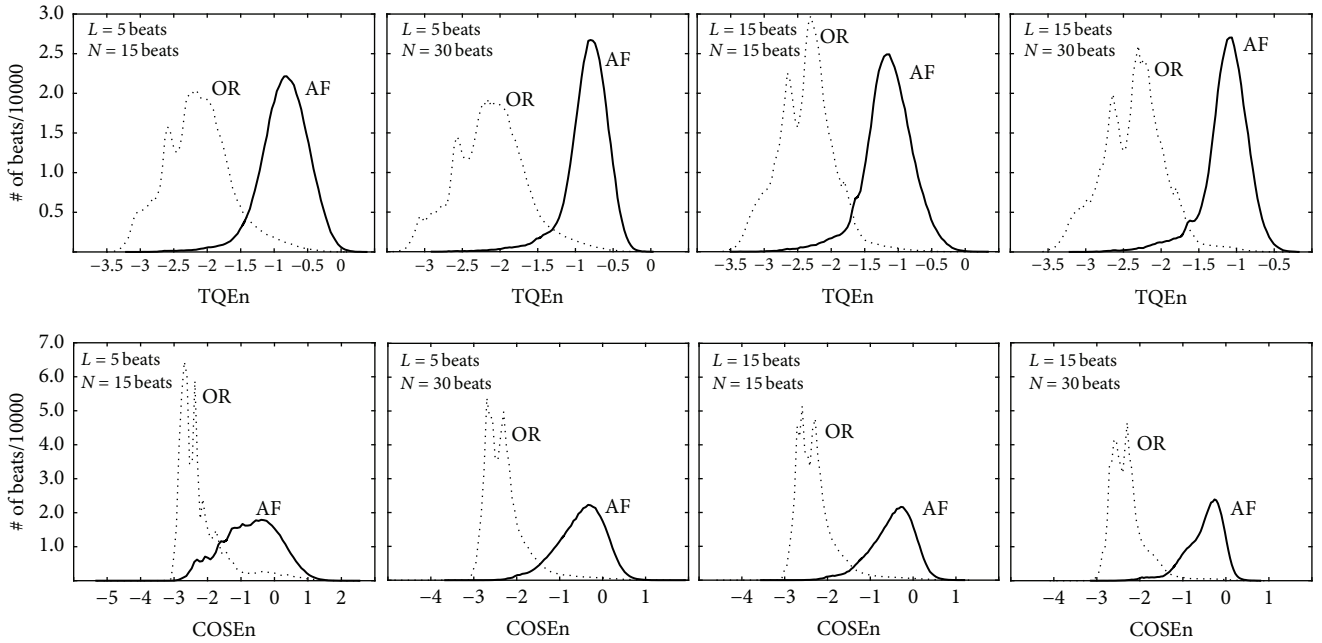 L = 5 beats
N = 15 beats
OR
AF
3.0
2.5
2.0
1.5
1.0
0.5
# of beats/10000
−3.5 −3 −2.5 −2 −1.5 −1 −0.5 0
TQEn
L = 5 beats
N = 30 beats
OR
AF
−3 −2.5 −2 −1.5 −1 −0.5 0
TQEn
L = 15 beats
N = 15 beats
OR
AF
−3.5 −3 −2.5 −2 −1.5 −1 −0.5 0
TQEn
L = 15 beats
N = 30 beats
OR
AF
−3.5 −3 −2.5 −2 −1.5 −1 −0.5
TQEn
L = 5 beats
N = 15 beats
OR
AF
7.0
6.0
5.0
4.0
3.0
2.0
1.0
# of beats/10000
−5 −4 −3 −2 −1 0 1 2
COSEn
L = 5 beats
N = 30 beats
OR
AF
−4 −3 −2 −1 0 1
COSEn
L = 15 beats
N = 15 beats
OR
AF
−4 −3 −2 −1 0 1
COSEn
L = 15 beats
N = 30 beats
OR
AF
−4 −3 −2 −1 0 1
COSEn